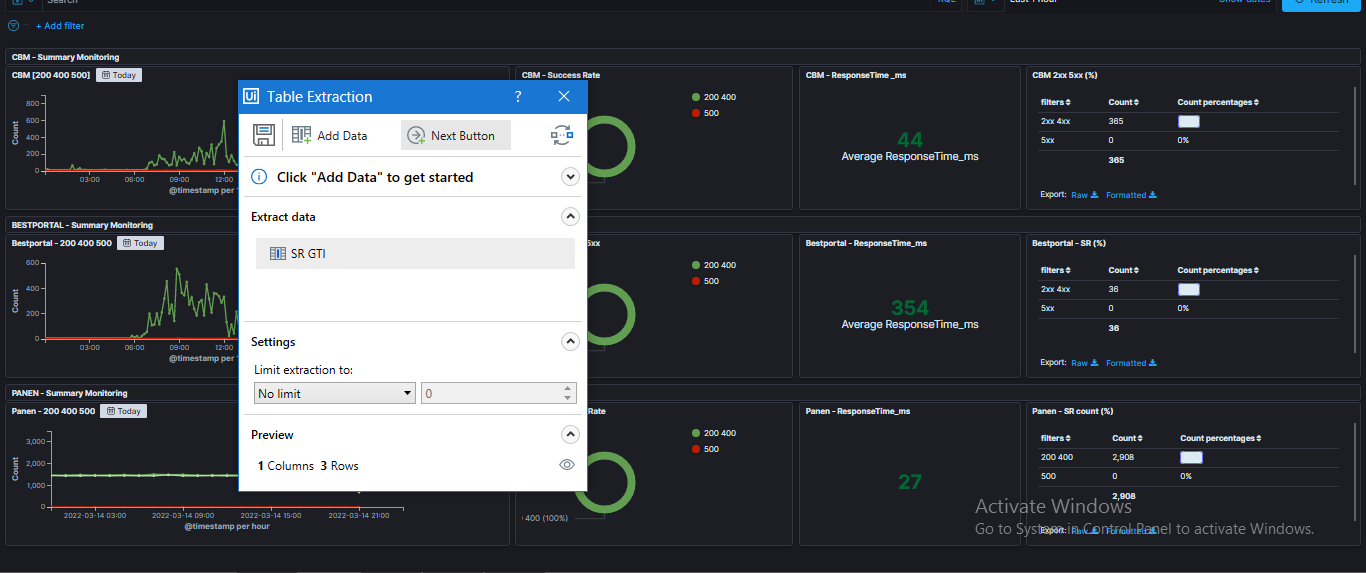 Search
KQL
Last 1 hour
Show dates
Refresh
+ Add filter
CBM - Summary Monitoring
CBM [200 400 500]
Today
Count
800
600
400
200
0
03:00
06:00
09:00
12:00
@timestamp per
CBM - Success Rate
200 400
500
CBM - ResponseTime _ms
44
Average ResponseTime_ms
CBM 2xx 5xx (%)
filters Count Count percentages
2xx 4xx 365
5xx 0 0%
365
Export: Raw Formatted
Ui Table Extraction ?
Add Data
Next Button
Click "Add Data" to get started
Extract data
SR GTI
Settings
Limit extraction to:
No limit
0
Preview
1 Columns 3 Rows
BESTPORTAL - Summary Monitoring
Bestportal - 200 400 500
Today
Count
600
400
200
0
03:00
06:00
09:00
12:00
@timestamp per
5xx
200 400
500
Bestportal - ResponseTime_ms
354
Average ResponseTime_ms
Bestportal - SR (%)
filters Count Count percentages
2xx 4xx 36
5xx 0 0%
36
Export: Raw Formatted
PANEN - Summary Monitoring
Panen - 200 400 500
Today
Count
3,000
2,000
1,000
0
2022-03-14 03:00
2022-03-14 09:00
2022-03-14 15:00
2022-03-14 21:00
@timestamp per hour
Rate
200 400
500
400 (100%)
Panen - ResponseTime_ms
27
Panen - SR count (%)
filters Count Count percentages
200 400 2,908
500 0 0%
2,908
Export: Raw Formatted
Activate Windows
Go to System in Control Panel to activate Windows.